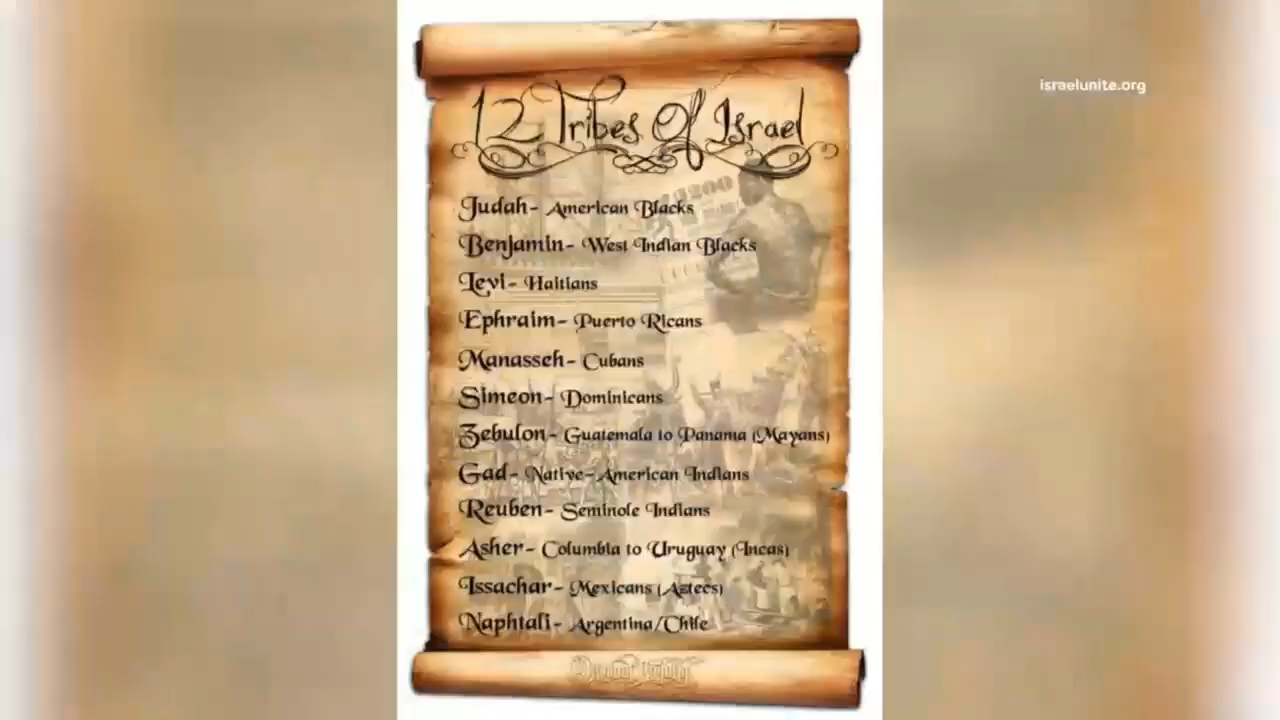 israelunite.org
12 Tribes Of Israel
Judah- American Blacks
Benjamin- West Indian Blacks
Levi- Haitians
Ephraim- Puerto Ricans
Manasseh- Cubans
Simeon- Dominicans
Zebulon- Guatemala to Panama (Mayans)
Gad- Native-American Indians
Reuben- Seminole Indians
Asher- Columbia to Uruguay (Incas)
Issachar- Mexicans (Aztecs)
Naphtali- Argentina/Chile